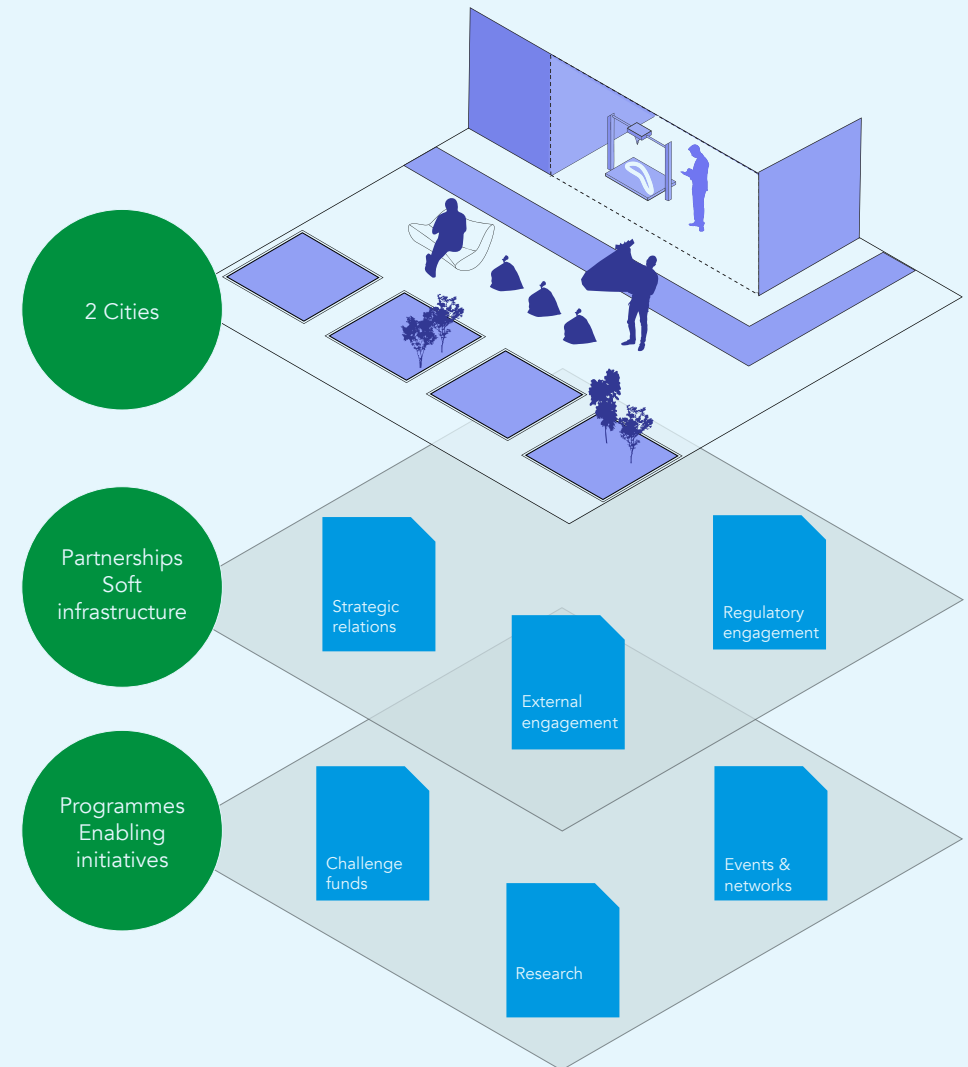 2 Cities
Partnerships
Soft
infrastructure
Strategic
relations
Regulatory
engagement
External
engagement
Programmes
Enabling
initiatives
Challenge
funds
Events &
networks
Research